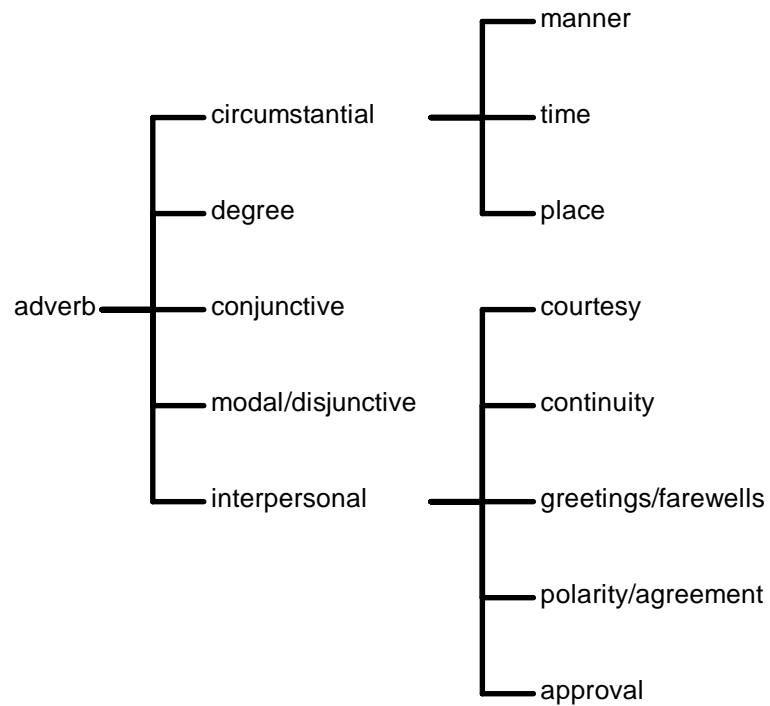 manner
circumstantial
time
degree
place
adverb
conjunctive
courtesy
modal/disjunctive
continuity
interpersonal
greetings/farewells
polarity/agreement
approval